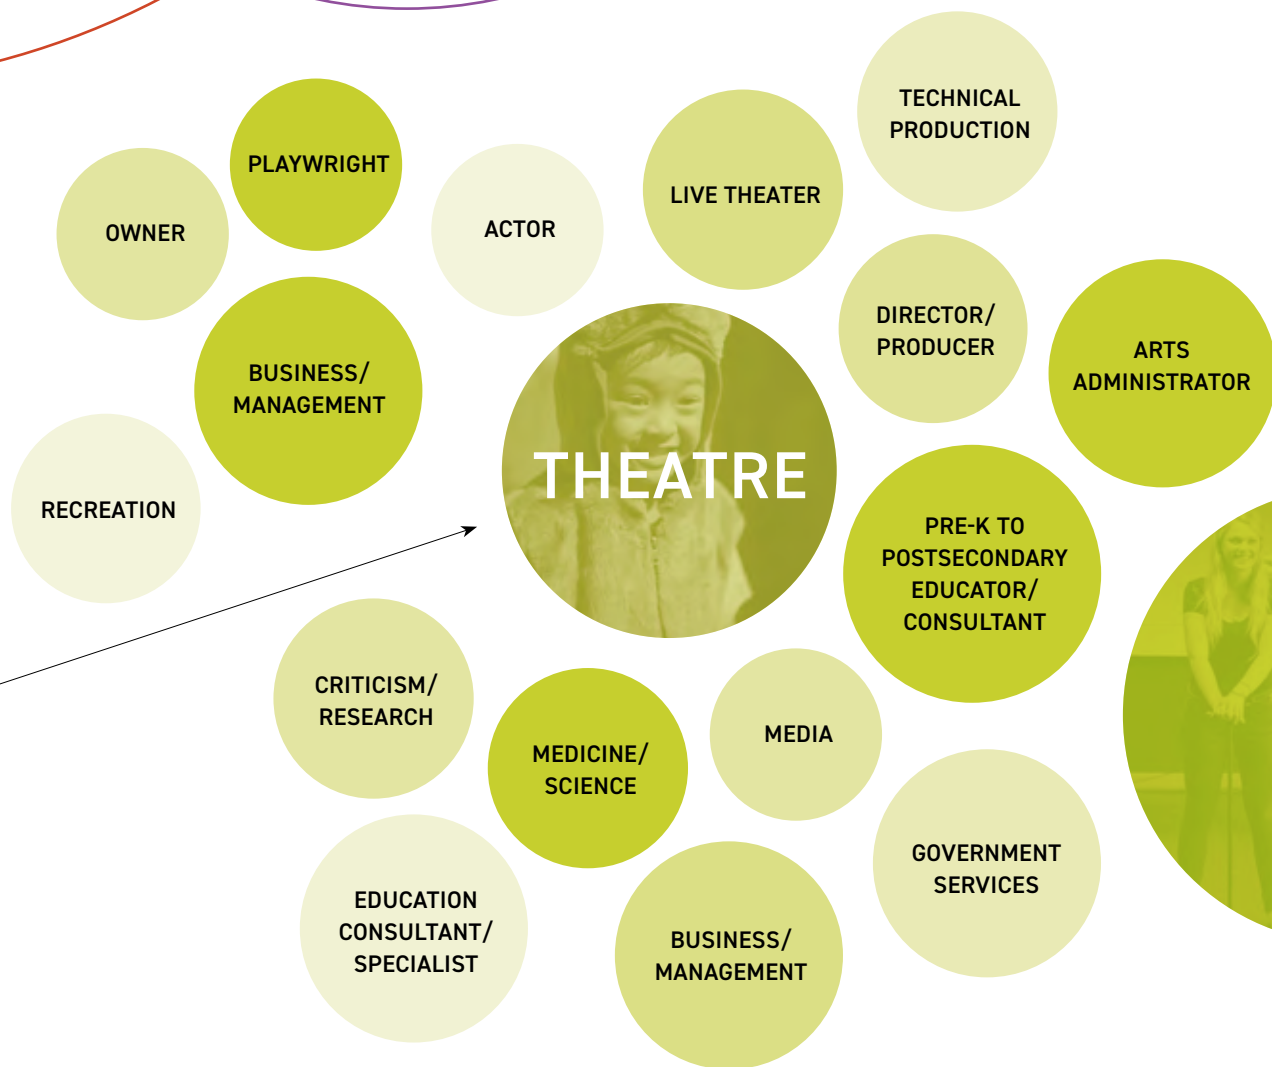 TECHNICAL
PRODUCTION
PLAYWRIGHT
LIVE THEATER
OWNER
ACTOR
DIRECTOR/
PRODUCER
ARTS
ADMINISTRATOR
BUSINESS/
MANAGEMENT
THEATRE
RECREATION
PRE-K TO
POSTSECONDARY
EDUCATOR/
CONSULTANT
CRITICISM/
RESEARCH
MEDICINE/
SCIENCE
MEDIA
GOVERNMENT
SERVICES
EDUCATION
CONSULTANT/
SPECIALIST
BUSINESS/
MANAGEMENT